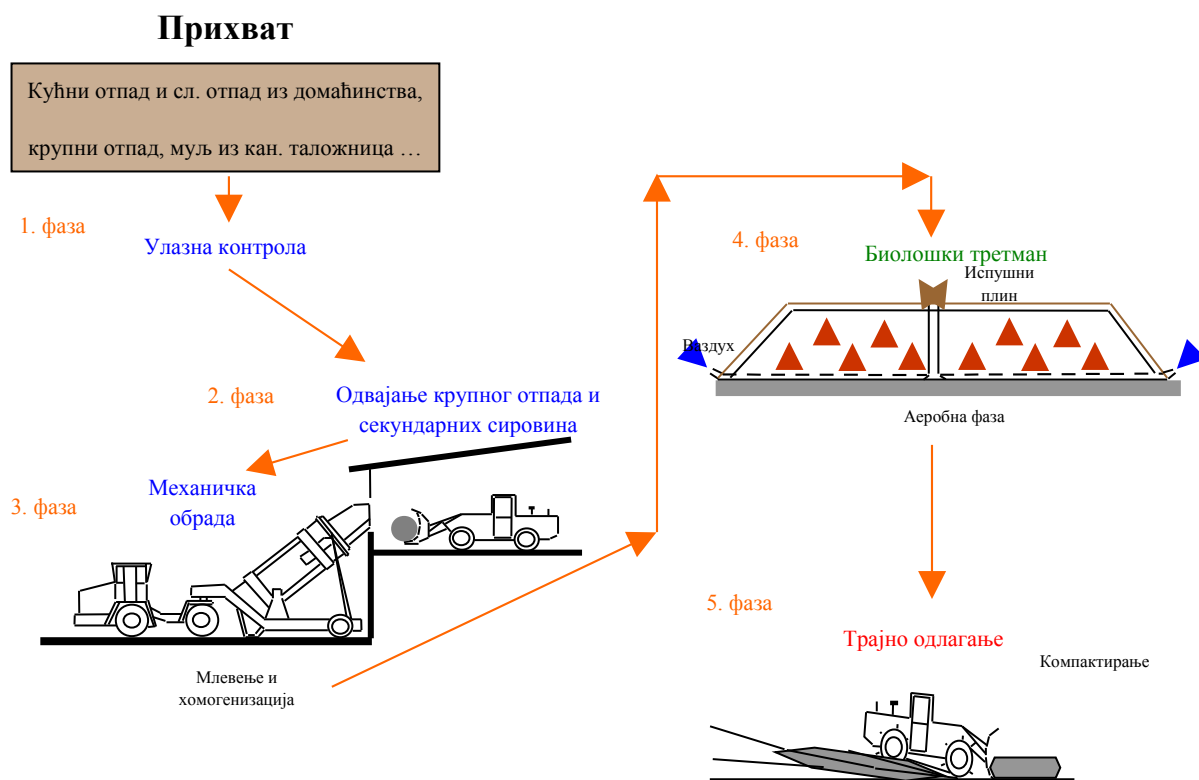 Прихват
Кућни отпад и сл. отпад из домаћинства,
крупни отпад, муљ из кан. таложница …
1. фаза
Улазна контрола
2. фаза
Одвајање крупног отпада и
секундарних сировина
3. фаза
Механичка
обрада
Млевење и
хомогенизација
4. фаза
Биолошки третман
Испушни
плин
Ваздух
Аеробна фаза
5. фаза
Трајно одлагање
Компактирање